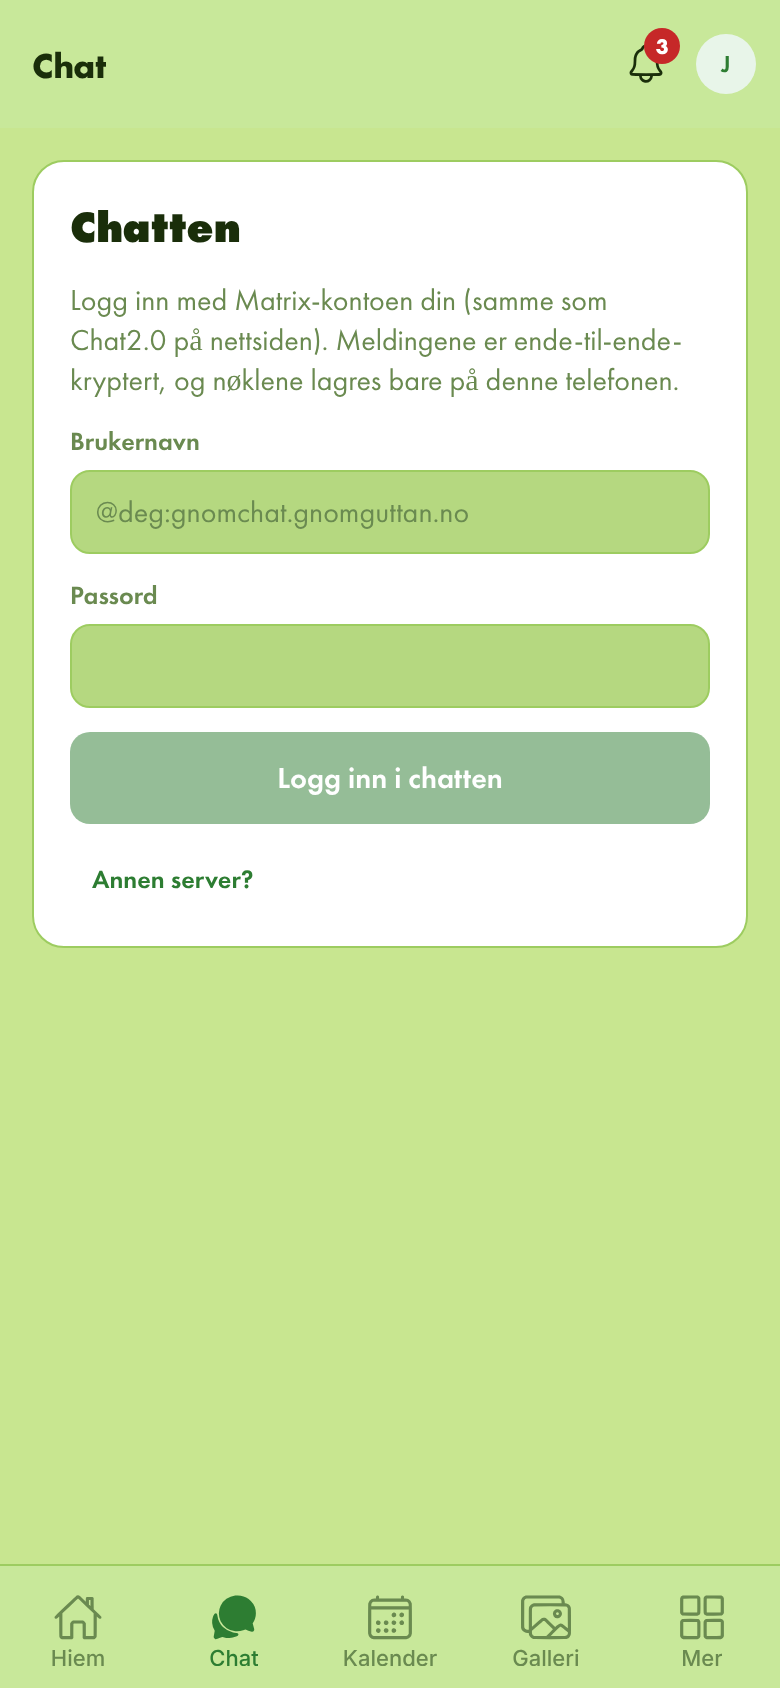 Chat
3
J
Chatten
Logg inn med Matrix-kontoen din (samme som
Chat2.0 på nettsiden). Meldingene er ende-til-ende-
kryptert, og nøklene lagres bare på denne telefonen.
Brukernavn
@deg:gnomchat.gnomguttan.no
Passord
Logg inn i chatten
Annen server?
Hiem
Chat
Kalender
Galleri
Mer